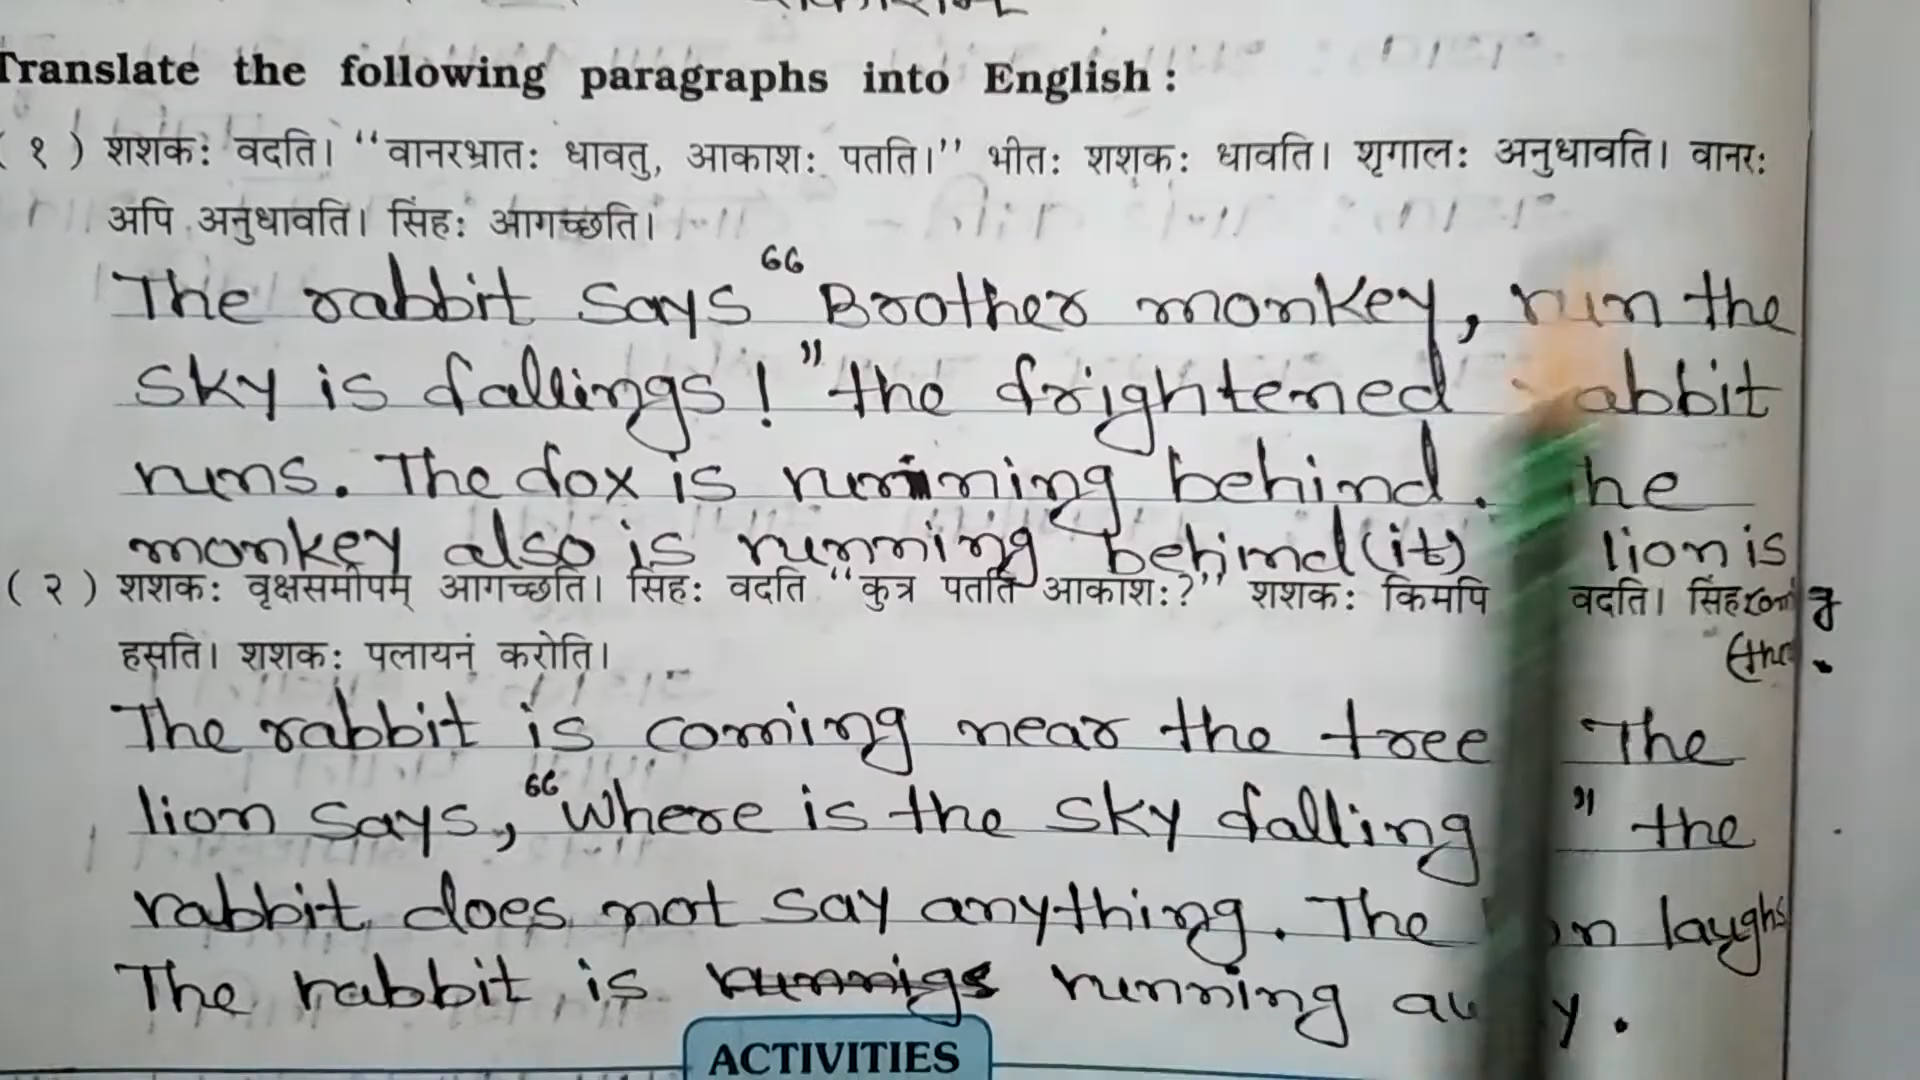 Translate the following paragraphs into English :
( १ ) शशकः वदति। “वानरभ्रातः धावतु, आकाशः पतति।” भीतः शशकः धावति। शृगालः अनुधावति। वानरः
अपि अनुधावति। सिंहः आगच्छति।
The rabbit says “Brother monkey, run the
sky is fallings! ” the frightened abbit
runs. The fox is running behind. he
monkey also is running behind (it) lion is
( २ ) शशकः वृक्षसमीपम् आगच्छति। सिंहः वदति “कुत्र पतति आकाशः?” शशकः किमपि वदति। सिंहः
हसति। शशकः पलायनं करोति।
(the
The rabbit is coming near the tree The
lion says, “Where is the sky falling ” the
rabbit does not say anything. The n laughs
The rabbit is running y.
ACTIVITIES